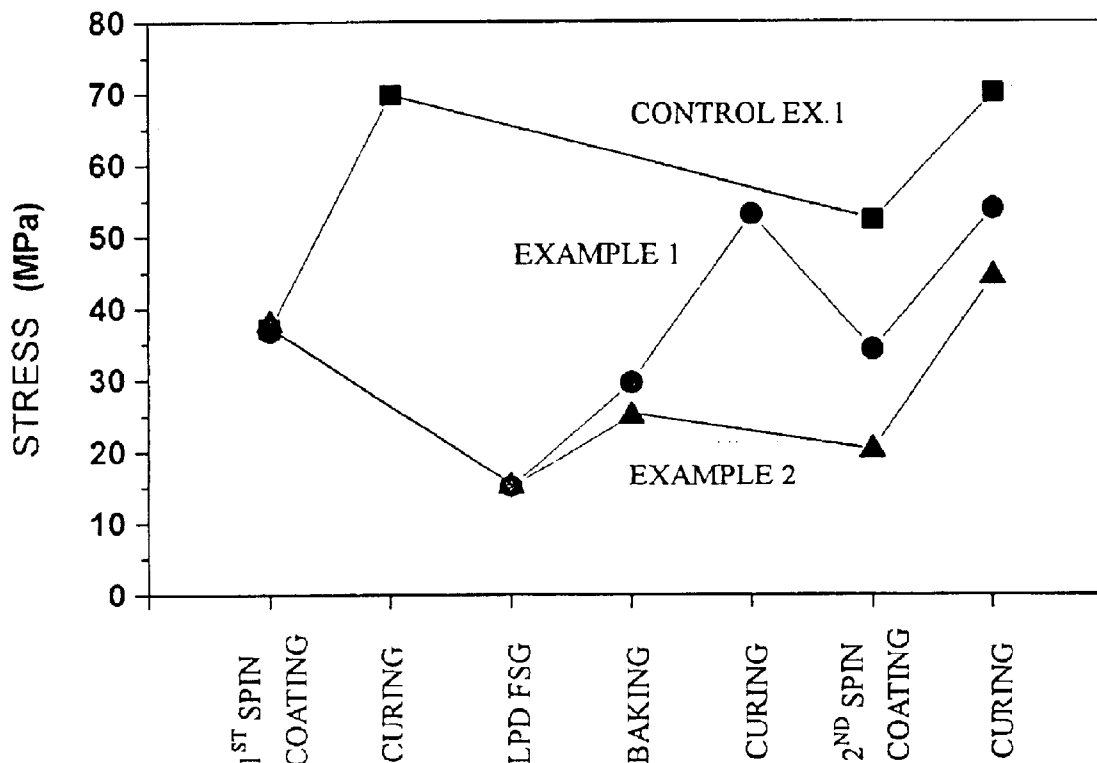 80
70
60
50
40
30
20
10
0
STRESS (MPa)
CONTROL EX.1
EXAMPLE 1
EXAMPLE 2
1ST SPIN
COATING
CURING
LPD FSG
BAKING
CURING
2ND SPIN
COATING
CURING